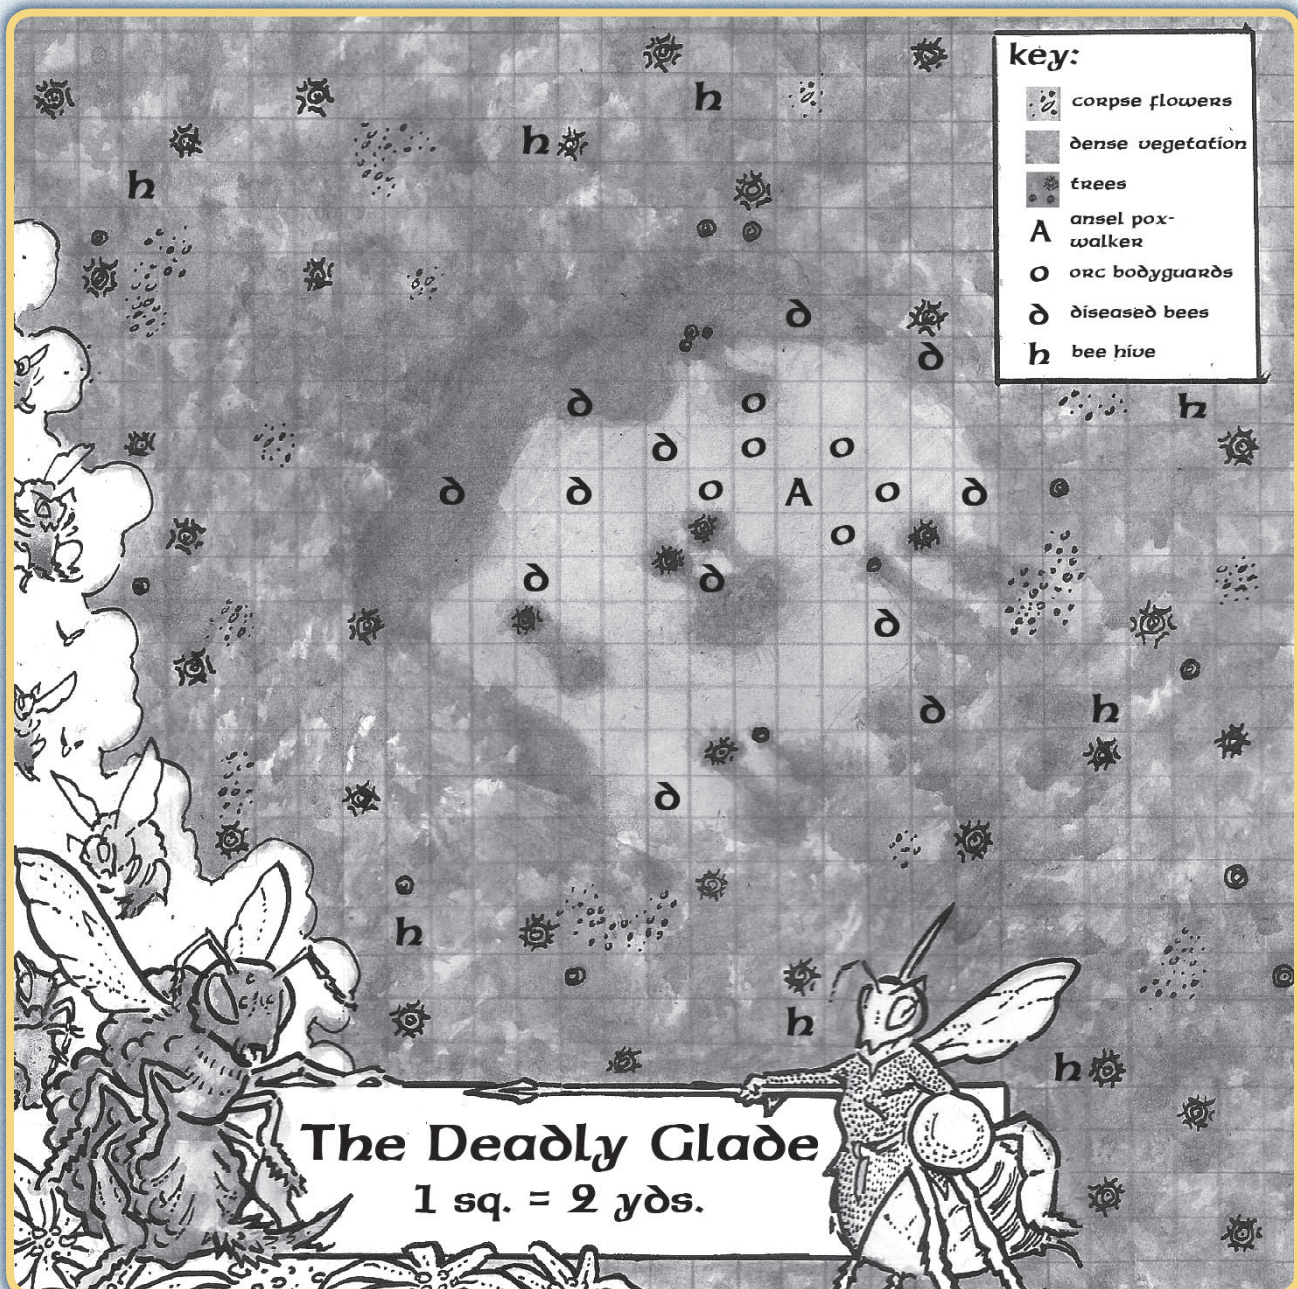 key:
corpse flowers
dense vegetation
trees
A ansel pox-
walker
o orc bodyguards
d diseased bees
h bee hive
h
h
h
d
d
d o h
d o o
d d o A o d
o
d d
d
d h
d
h
h
h
The Deadly Glade
1 sq. = 2 yds.